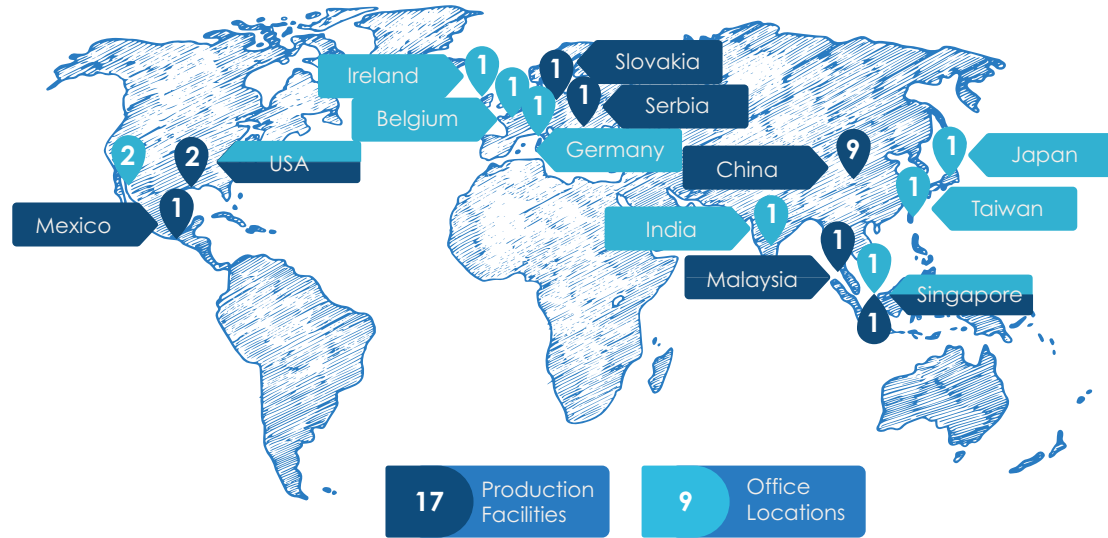 Ireland
1
1
Slovakia
1
Belgium
1
1
1
Serbia
Germany
2
2
USA
China
9
1
Japan
Mexico
1
India
1
1
Taiwan
Malaysia
1
1
Singapore
1
17
Production
Facilities
9
Office
Locations